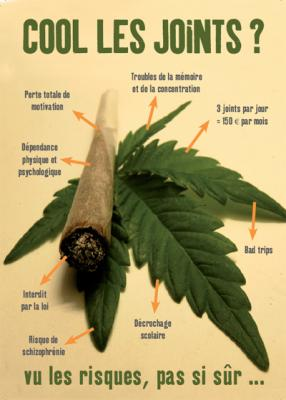 COOL LES JOiNTS ?
Troubles de la mémoire
et de la concentration
Perte totale de
motivation
3 joints par jour
= 150 € par mois
Dépendance
physique et
psychologique
Bad trips
Interdit
par la loi
Décrochage
scolaire
Risque de
schizophrénie
vu les risques, pas si sûr ...